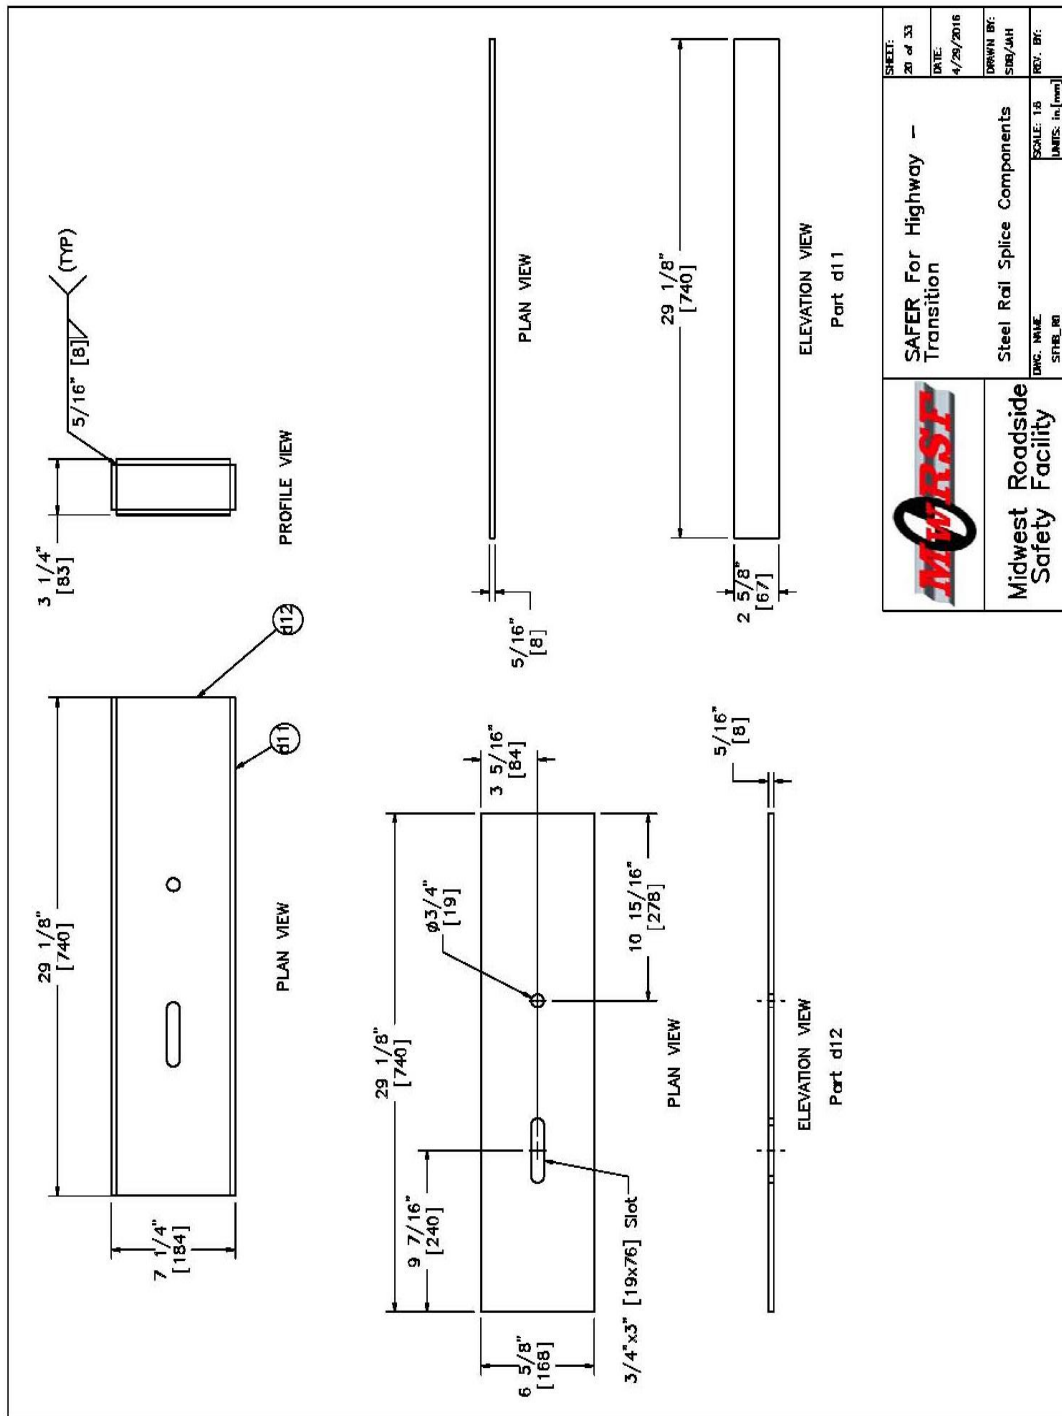 29 1/8"
[740]
7 1/4"
[184]
d12
d11
PLAN VIEW
3 1/4"
[83]
5/16" [8]
(TYP)
PROFILE VIEW
29 1/8"
[740]
9 7/16"
[240]
6 5/8"
[168]
3/4"x3" [19x76] Slot
ø3/4"
[19]
3 5/16"
[84]
10 15/16"
[278]
PLAN VIEW
5/16"
[8]
ELEVATION VIEW
Part d12
5/16"
[8]
PLAN VIEW
29 1/8"
[740]
2 5/8"
[67]
ELEVATION VIEW
Part d11
MwRSF
Midwest Roadside
Safety Facility
SAFER For Highway –
Transition
Steel Rail Splice Components
SHEET:
20 of 33
DATE:
4/29/2016
DRAWN BY:
SDB/JAH
DWG. NAME.
SFHB_R0
SCALE: 1:6
UNITS: in.[mm]
REV. BY: